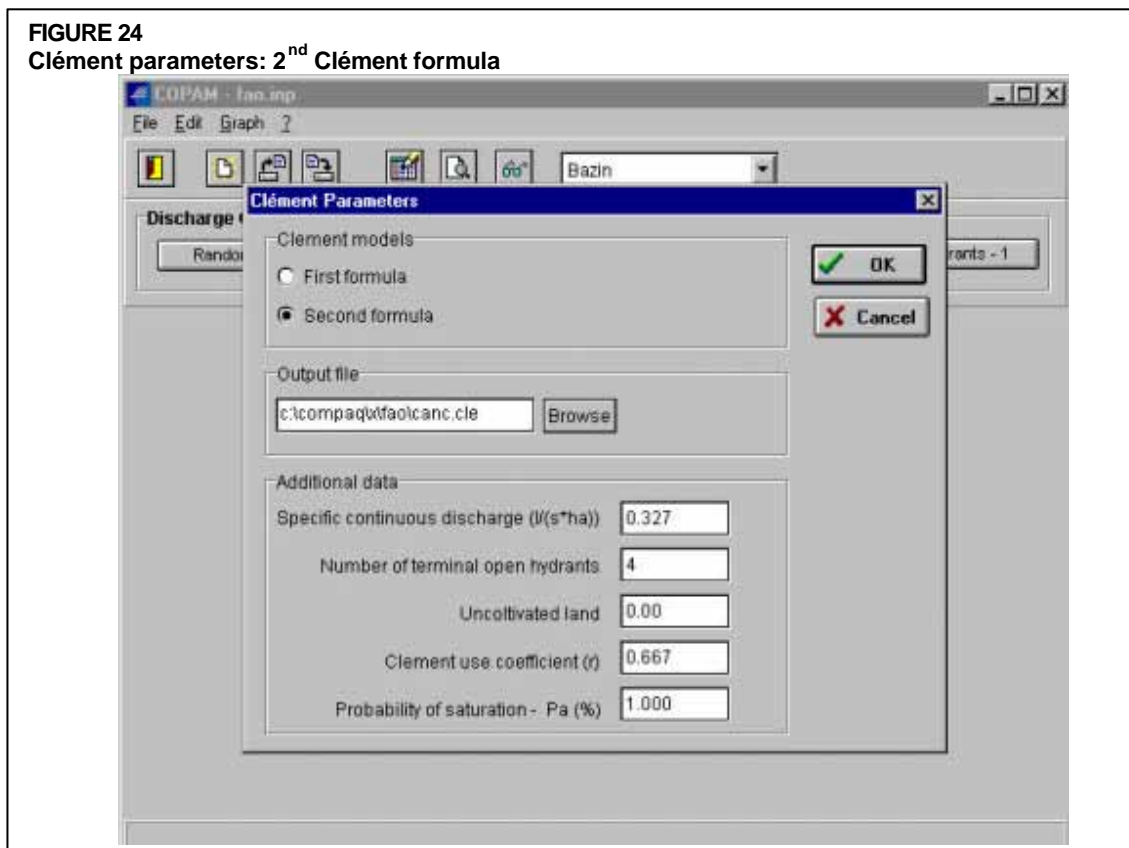 FIGURE 24
Clément parameters: 2nd Clément formula
COPAM - fao.inp
File Edit Graph ?
Bazin
Clément Parameters
Discharge
Clement models
First formula
Second formula
OK
Cancel
rants - 1
Output file
c:\compaq\x\fao\canc.cle
Browse
Additional data
Specific continuous discharge (l/(s*ha)) 0.327
Number of terminal open hydrants 4
Uncoltivated land 0.00
Clement use coefficient (r) 0.667
Probability of saturation - Pa (%) 1.000